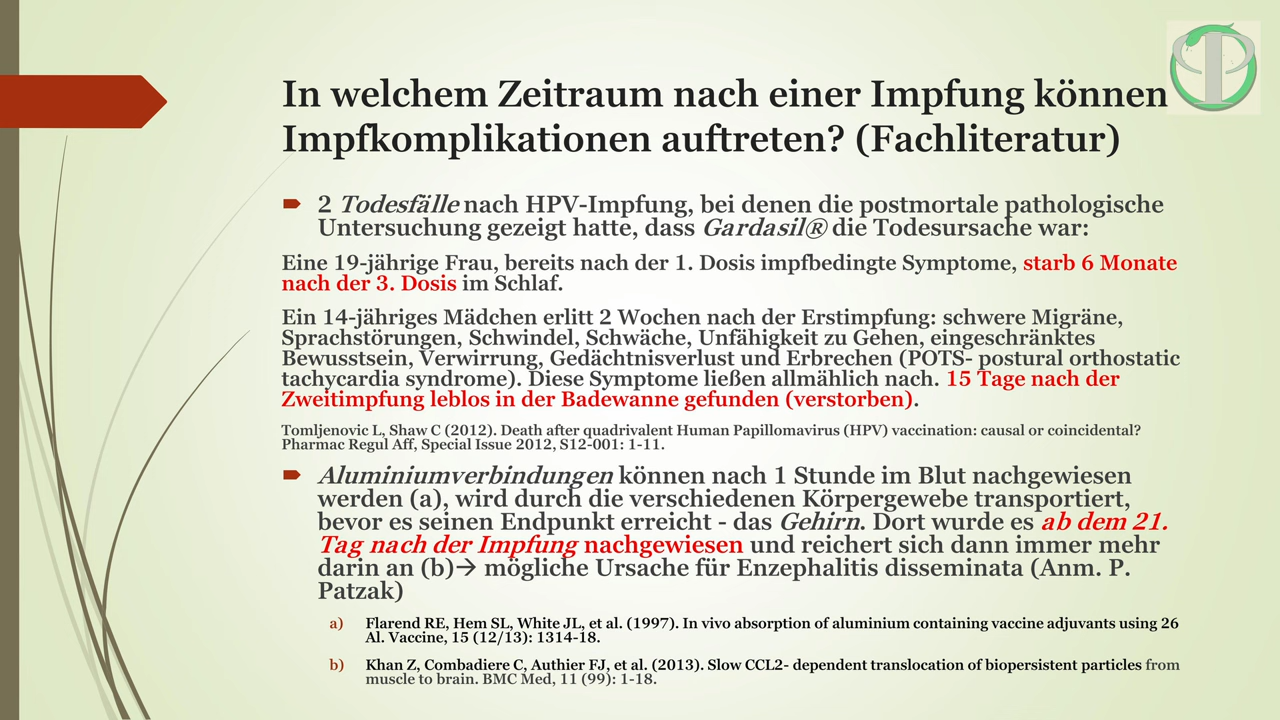 In welchem Zeitraum nach einer Impfung können
Impfkomplikationen auftreten? (Fachliteratur)
2 Todesfälle nach HPV-Impfung, bei denen die postmortale pathologische
Untersuchung gezeigt hatte, dass Gardasil® die Todesursache war:
Eine 19-jährige Frau, bereits nach der 1. Dosis impfbedingte Symptome, starb 6 Monate
nach der 3. Dosis im Schlaf.
Ein 14-jähriges Mädchen erlitt 2 Wochen nach der Erstimpfung: schwere Migräne,
Sprachstörungen, Schwindel, Schwäche, Unfähigkeit zu Gehen, eingeschränktes
Bewusstsein, Verwirrung, Gedächtnisverlust und Erbrechen (POTS- postural orthostatic
tachycardia syndrome). Diese Symptome ließen allmählich nach. 15 Tage nach der
Zweitimpfung leblos in der Badewanne gefunden (verstorben).
Tomljenovic L, Shaw C (2012). Death after quadrivalent Human Papillomavirus (HPV) vaccination: causal or coincidental?
Pharmac Regul Aff, Special Issue 2012, S12-001: 1-11.
Aluminiumverbindungen können nach 1 Stunde im Blut nachgewiesen
werden (a), wird durch die verschiedenen Körpergewebe transportiert,
bevor es seinen Endpunkt erreicht - das Gehirn. Dort wurde es ab dem 21.
Tag nach der Impfung nachgewiesen und reichert sich dann immer mehr
darin an (b)→ mögliche Ursache für Enzephalitis disseminata (Anm. P.
Patzak)
a) Flarend RE, Hem SL, White JL, et al. (1997). In vivo absorption of aluminium containing vaccine adjuvants using 26
Al. Vaccine, 15 (12/13): 1314-18.
b) Khan Z, Combadiere C, Authier FJ, et al. (2013). Slow CCL2- dependent translocation of biopersistent particles from
muscle to brain. BMC Med, 11 (99): 1-18.